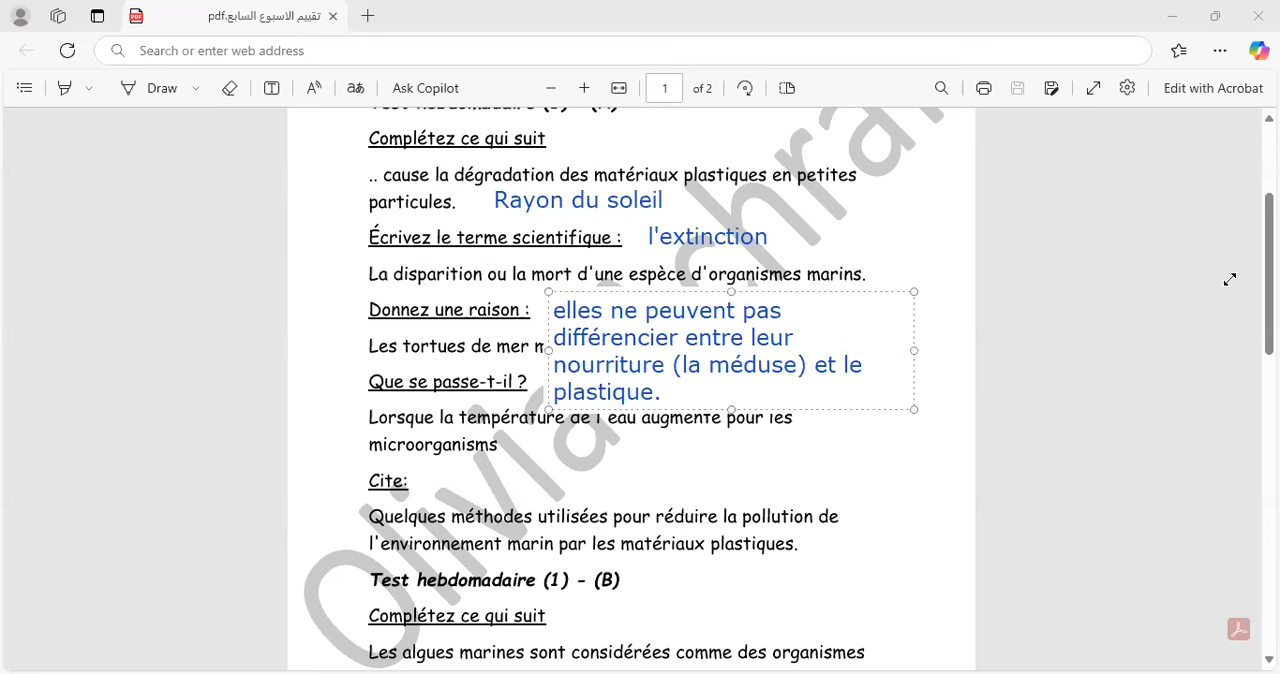 تقييم الاسبوع السابع.pdf
Search or enter web address
Draw
Ask Copilot
1
of 2
Edit with Acrobat
Complétez ce qui suit
.. cause la dégradation des matériaux plastiques en petites
particules. Rayon du soleil
Écrivez le terme scientifique : l'extinction
La disparition ou la mort d'une espèce d'organismes marins.
Donnez une raison : elles ne peuvent pas
différencier entre leur
Les tortues de mer
nourriture (la méduse) et le
Que se passe-t-il ?
plastique.
Lorsque la température de l'eau augmente pour les
microorganisms
Cite:
Quelques méthodes utilisées pour réduire la pollution de
l'environnement marin par les matériaux plastiques.
Test hebdomadaire (1) - (B)
Complétez ce qui suit
Les algues marines sont considérées comme des organismes